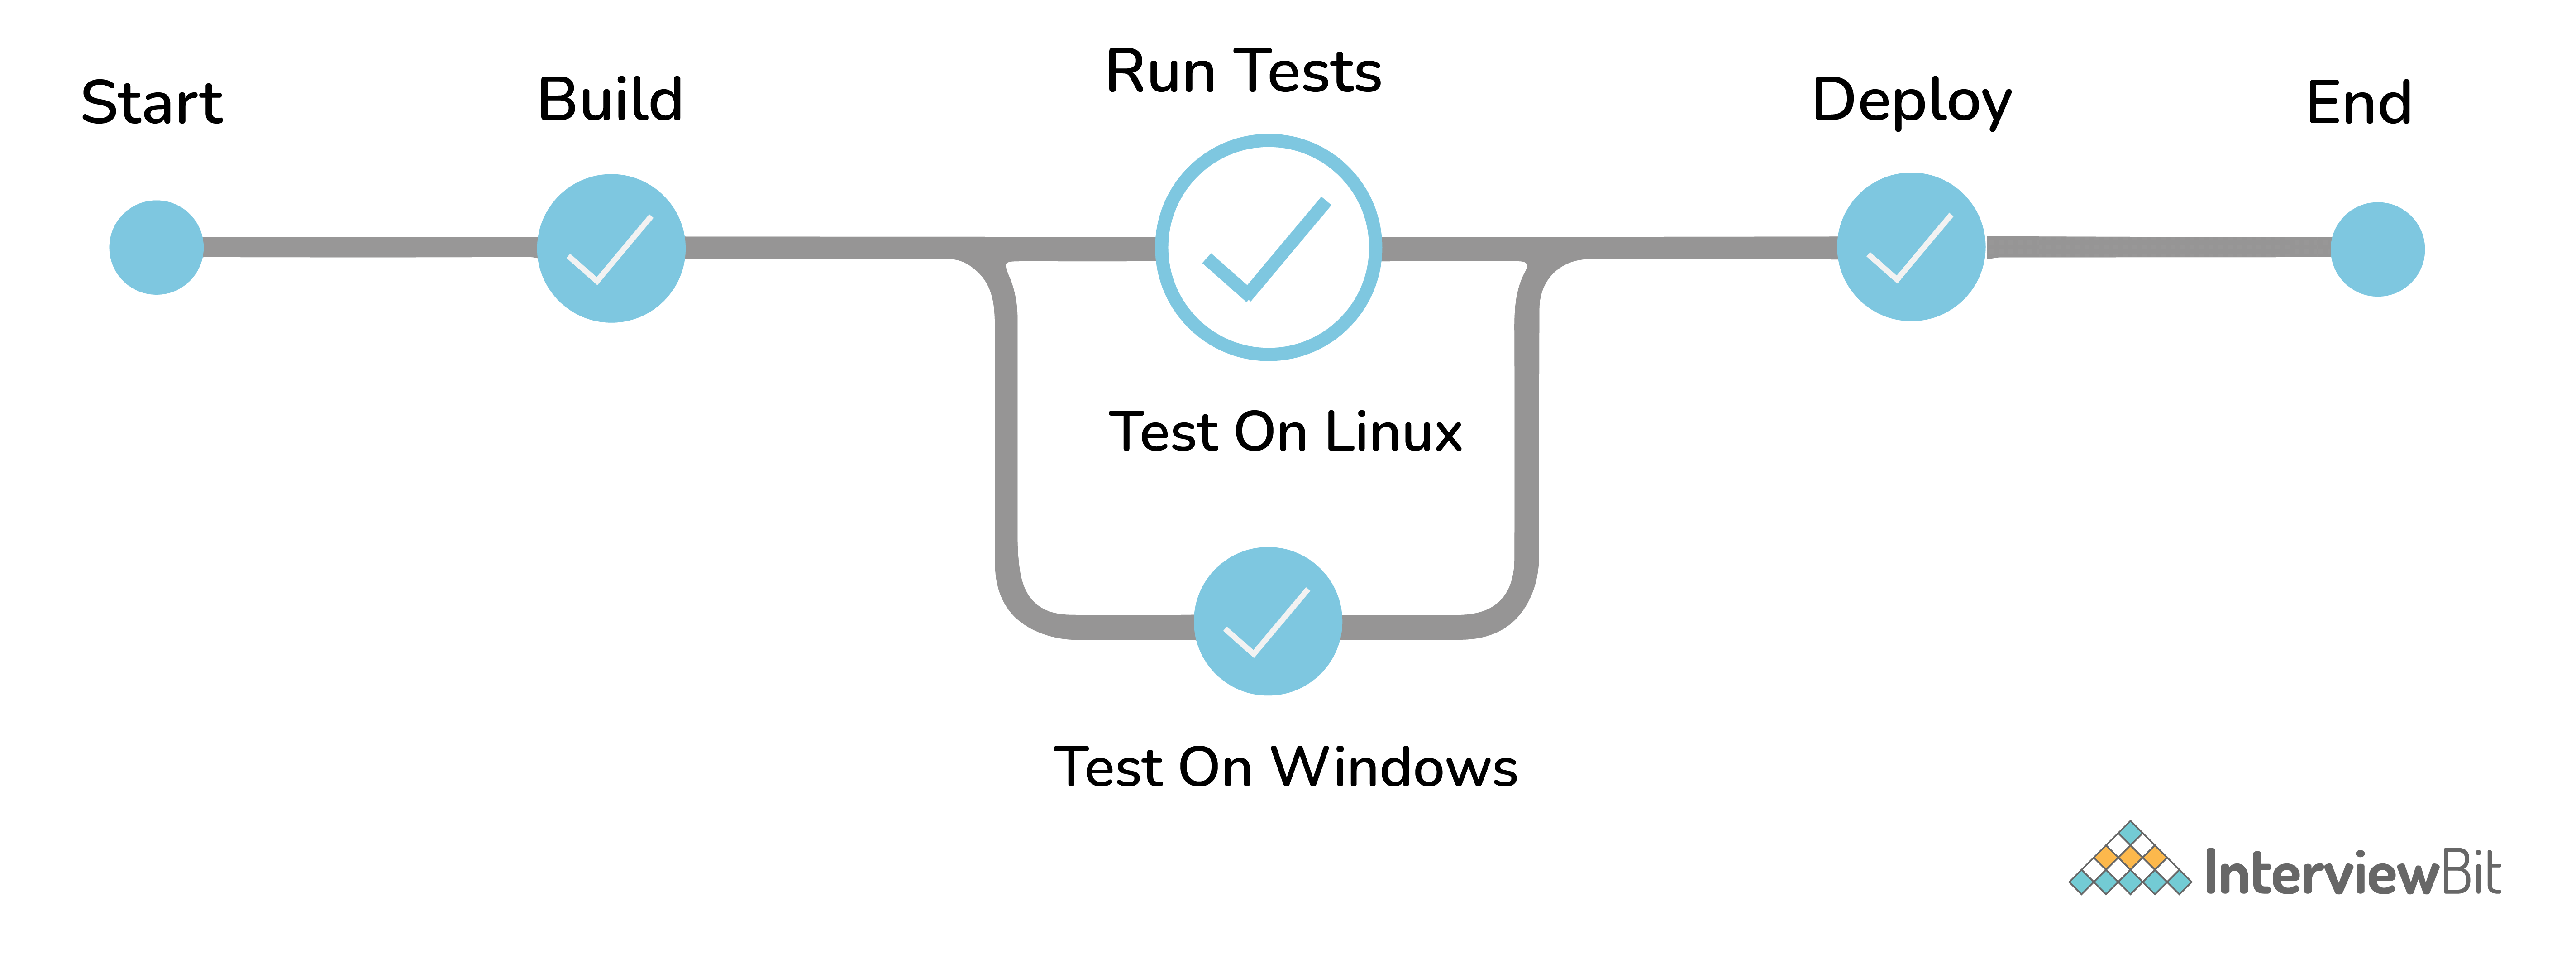 Start
Build
Run Tests
Deploy
End
Test On Linux
Test On Windows
InterviewBit